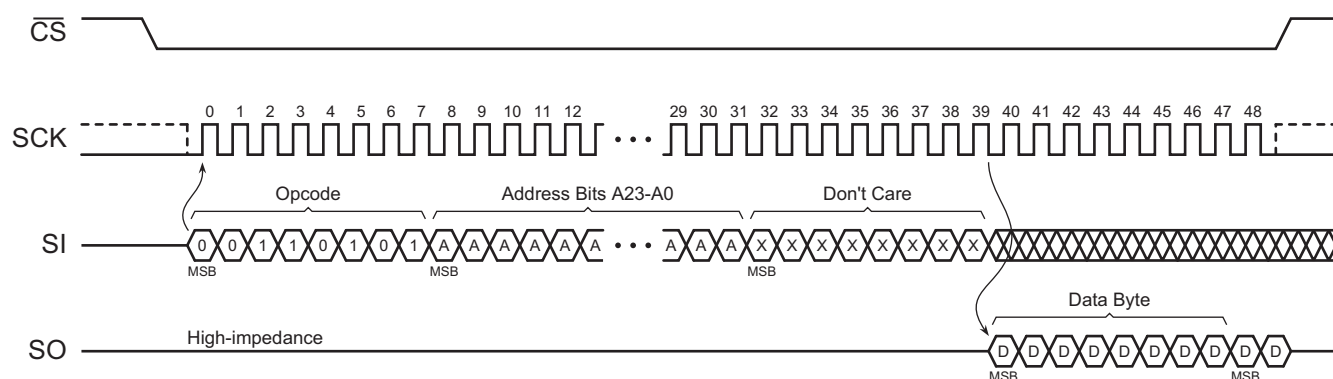 CS
SCK
0 1 2 3 4 5 6 7 8 9 10 11 12 29 30 31 32 33 34 35 36 37 38 39 40 41 42 43 44 45 46 47 48
Opcode Address Bits A23-A0 Don't Care
SI 0 0 1 1 0 1 0 1 A A A A A A A A A X X X X X X X X
MSB MSB MSB
Data Byte
High-impedance
SO D D D D D D D D D D
MSB MSB